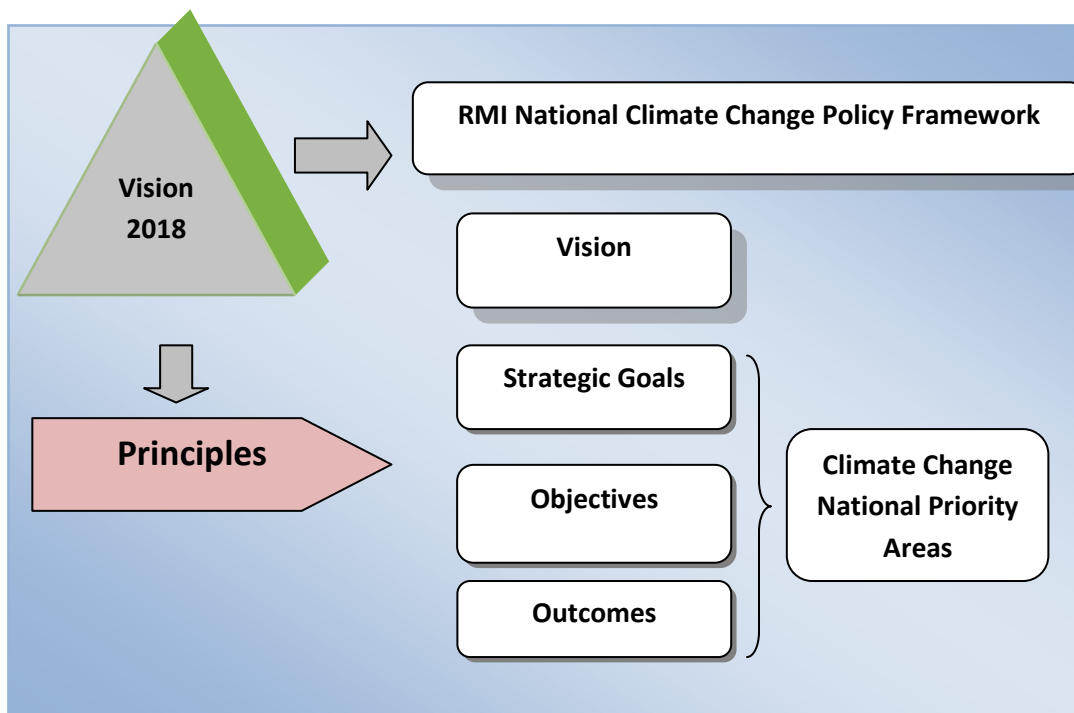 Vision
2018
RMI National Climate Change Policy Framework
Vision
Strategic Goals
Principles
Objectives
Climate Change
National Priority
Areas
Outcomes